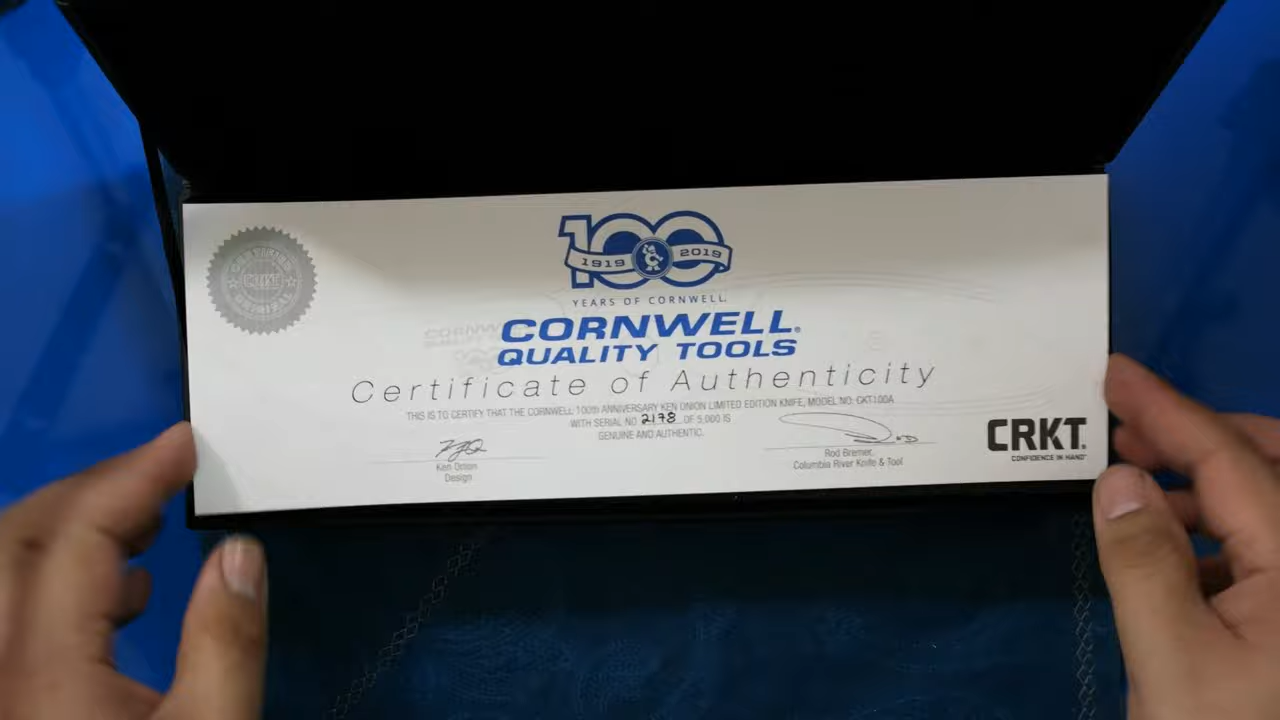 100
1919 2019
YEARS OF CORNWELL
CORNWELL®
QUALITY TOOLS
Certificate of Authenticity
THIS IS TO CERTIFY THAT THE CORNWELL 100th ANNIVERSARY KEN ONION LIMITED EDITION KNIFE, MODEL NO. CKT100A
WITH SERIAL NO 2178 OF 5,000 IS
GENUINE AND AUTHENTIC.
Ken Onion
Design
Rod Bremer,
Columbia River Knife & Tool
CRKT
CONFIDENCE IN HAND